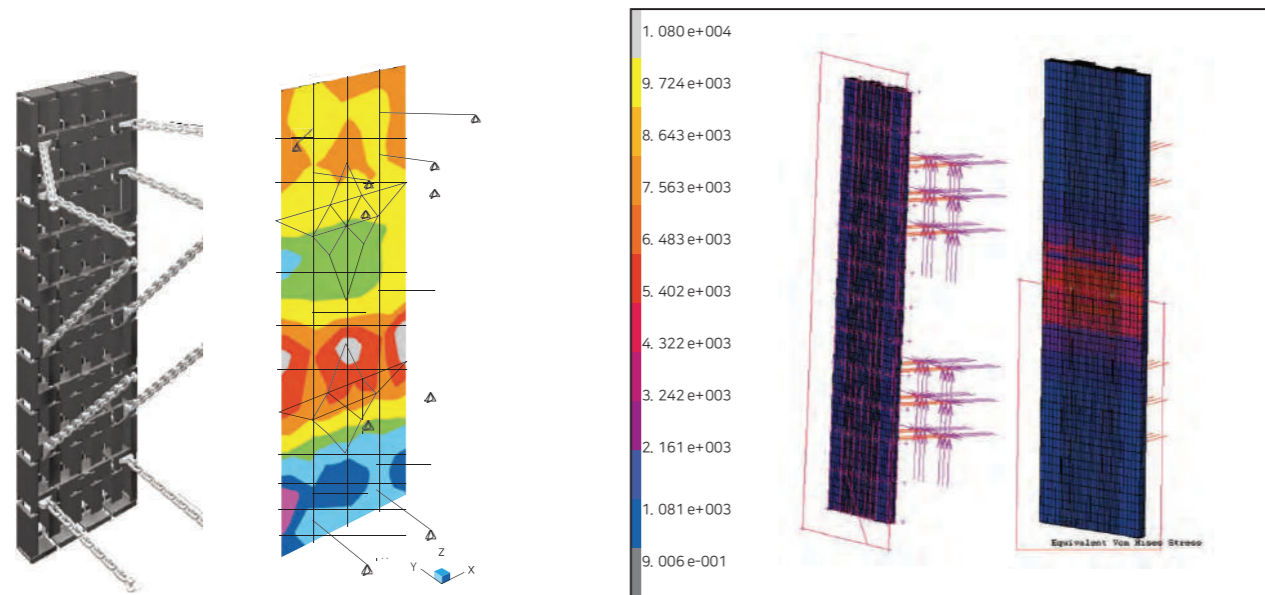 Z
Y
X
1. 080 e+004
9. 724 e+003
8. 643 e+003
7. 563 e+003
6. 483 e+003
5. 402 e+003
4. 322 e+003
3. 242 e+003
2. 161 e+003
1. 081 e+003
9. 006 e-001
Equivalent Von Mises Stress